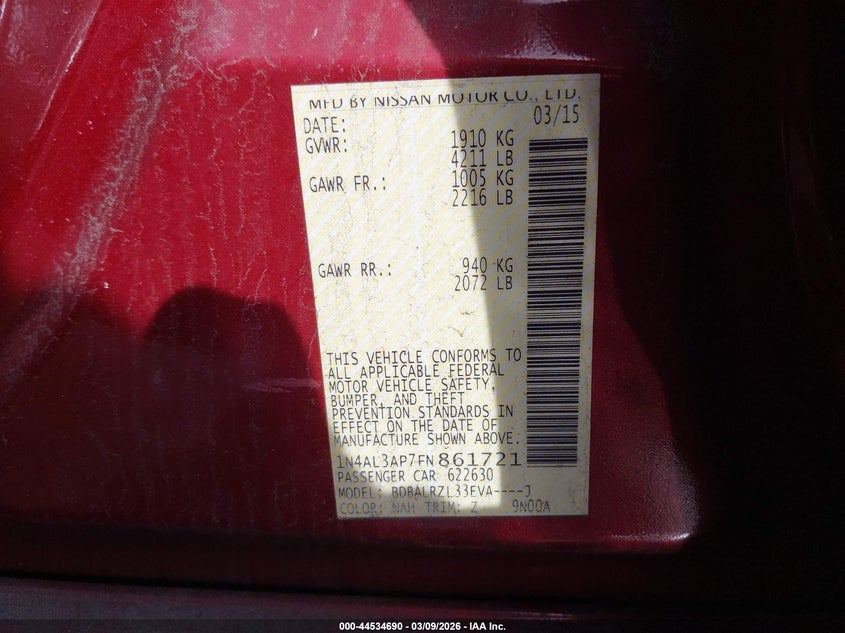 MFD BY NISSAN MOTOR CO., LTD.
DATE: 03/15
GVWR: 1910 KG
4211 LB
GAWR FR.: 1005 KG
2216 LB
GAWR RR.: 940 KG
2072 LB
THIS VEHICLE CONFORMS TO
ALL APPLICABLE FEDERAL
MOTOR VEHICLE SAFETY,
BUMPER, AND THEFT
PREVENTION STANDARDS IN
EFFECT ON THE DATE OF
MANUFACTURE SHOWN ABOVE.
1N4AL3AP7FN861721
PASSENGER CAR 622630
MODEL: BDBALRZL33EVA----J
COLOR: NAH TRIM: Z 9N00A
000-44534690 - 03/09/2026 - IAA Inc.